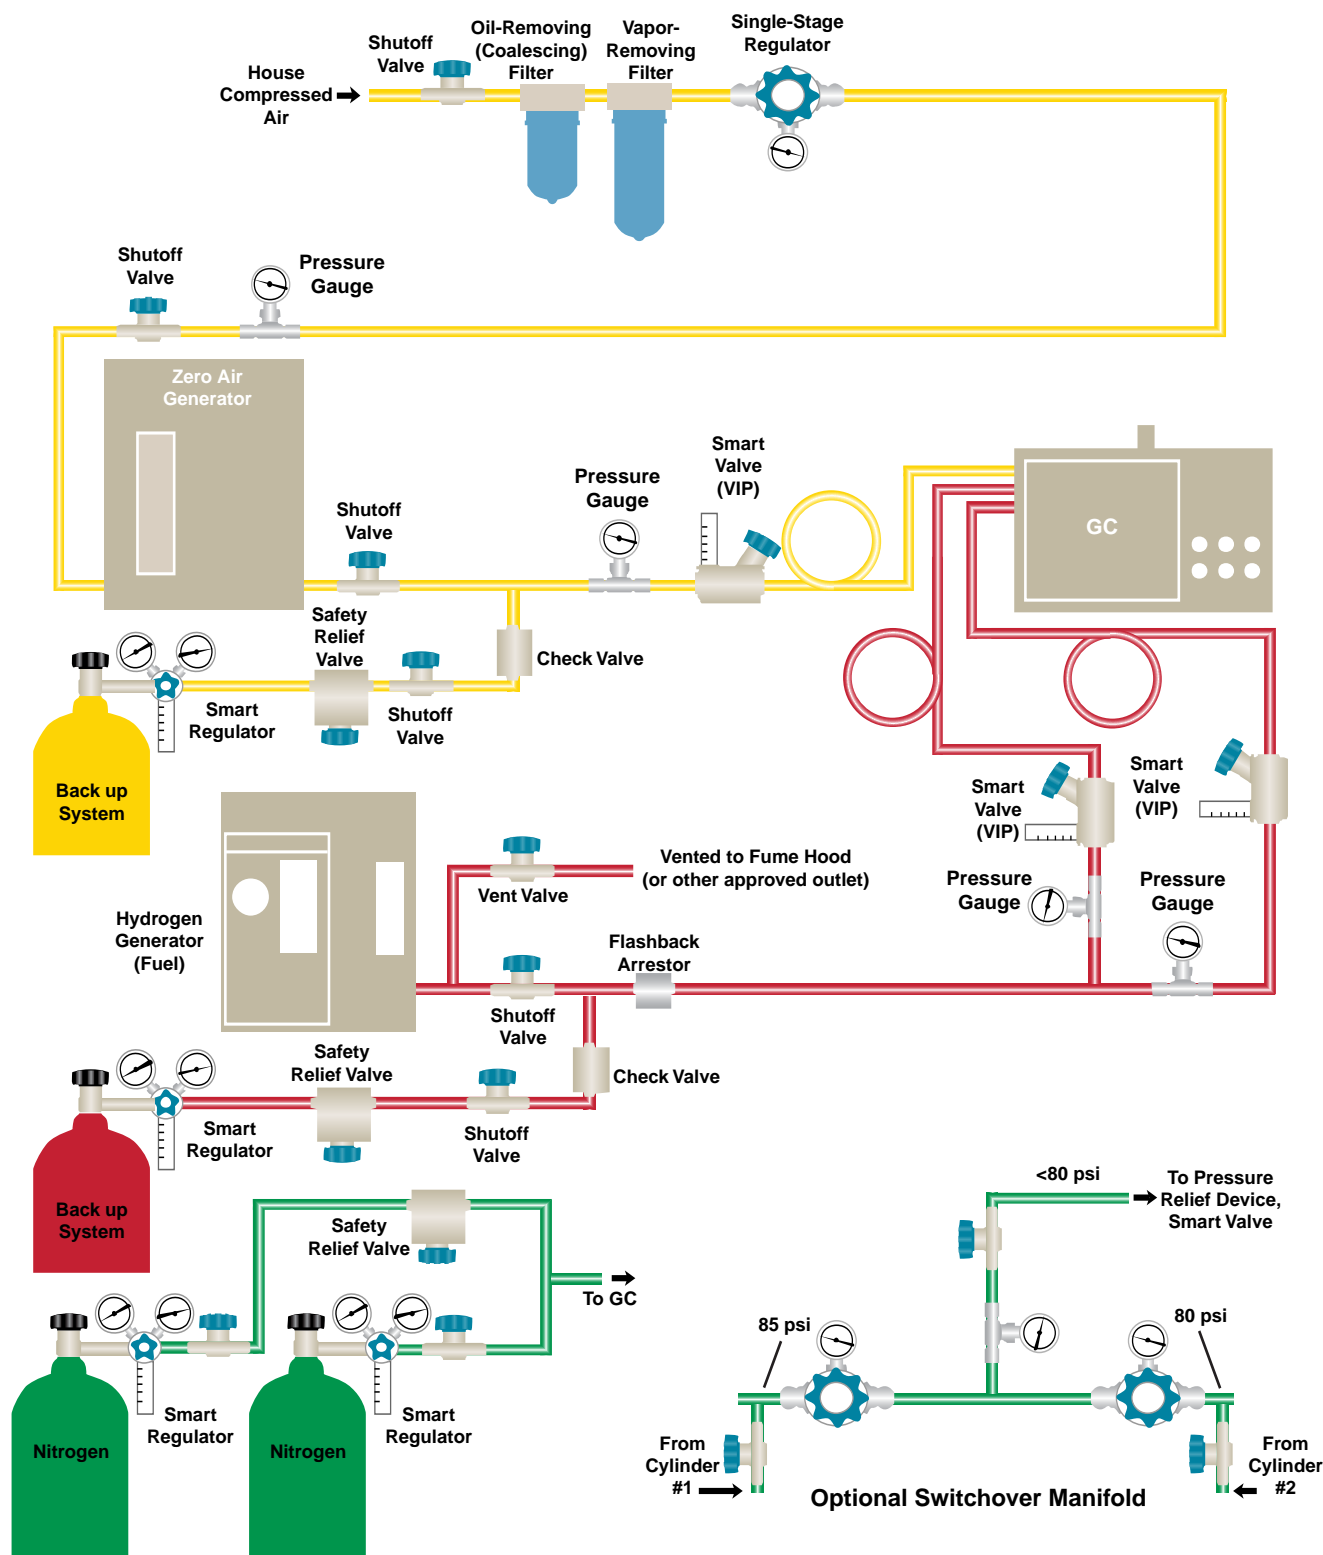 Oil-Removing
(Coalescing)
Filter
Vapor-
Removing
Filter
Single-Stage
Regulator
Shutoff
Valve
House
Compressed
Air
Shutoff
Valve
Pressure
Gauge
Zero Air
Generator
Smart
Valve
(VIP)
Pressure
Gauge
Shutoff
Valve
GC
Safety
Relief
Valve
Check Valve
Smart
Regulator
Shutoff
Valve
Back up
System
Smart
Valve
(VIP)
Smart
Valve
(VIP)
Vented to Fume Hood
(or other approved outlet)
Vent Valve
Pressure
Gauge
Pressure
Gauge
Hydrogen
Generator
(Fuel)
Flashback
Arrestor
Shutoff
Valve
Safety
Relief Valve
Check Valve
Smart
Regulator
Shutoff
Valve
Back up
System
<80 psi
To Pressure
Relief Device,
Smart Valve
Safety
Relief Valve
To GC
85 psi
80 psi
Smart
Regulator
Smart
Regulator
Nitrogen
Nitrogen
From
Cylinder
#1
From
Cylinder
#2
Optional Switchover Manifold